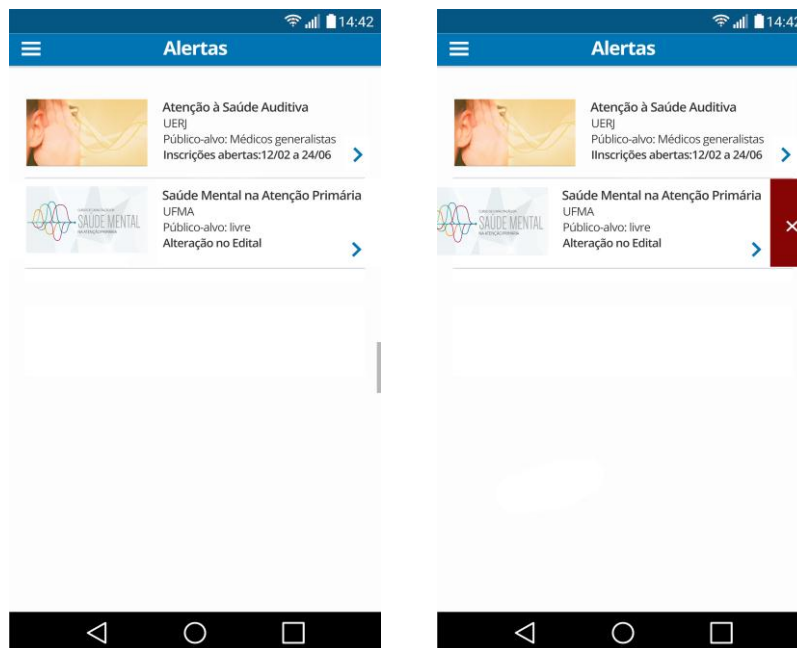 14:42
Alertas
Atenção à Saúde Auditiva
UERJ
Público-alvo: Médicos generalistas
Inscrições abertas:12/02 a 24/06
SAÚDE MENTAL
Saúde Mental na Atenção Primária
UFMA
Público-alvo: livre
Alteração no Edital
14:42
Alertas
Atenção à Saúde Auditiva
UERJ
Público-alvo: Médicos generalistas
IInscrições abertas:12/02 a 24/06
SAÚDE MENTAL
Saúde Mental na Atenção Primária
UFMA
Público-alvo: livre
Alteração no Edital